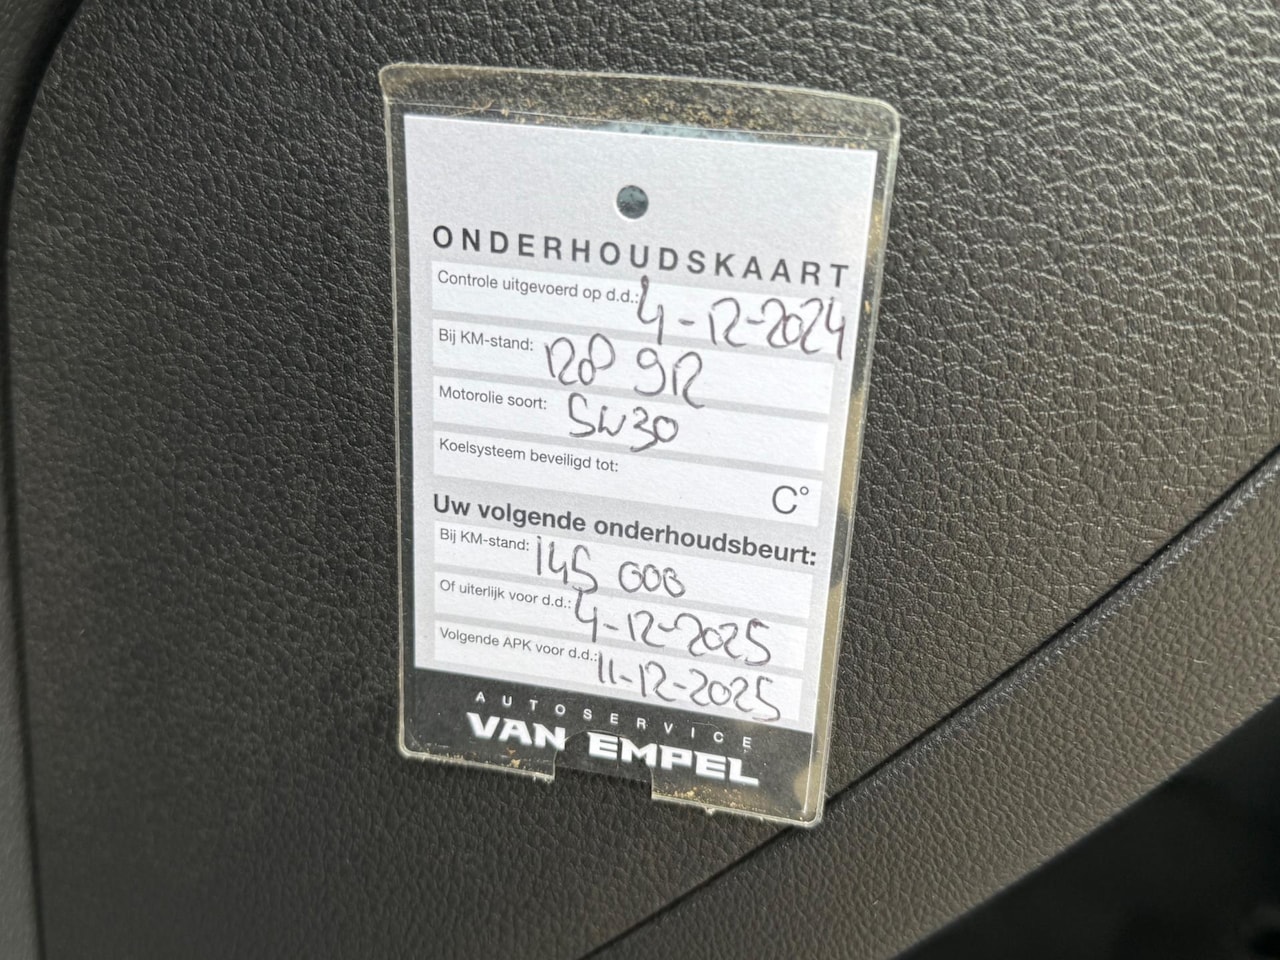 ONDERHOUDSKAART
Controle uitgevoerd op d.d.: 4-12-2024
Bij KM-stand: 128 912
Motorolie soort: 5W30
Koelsysteem beveiligd tot: C°
Uw volgende onderhoudsbeurt:
Bij KM-stand: 145 000
Of uiterlijk voor d.d.: 4-12-2025
Volgende APK voor d.d.: 11-12-2025
AUTOSERVICE
VAN EMPEL